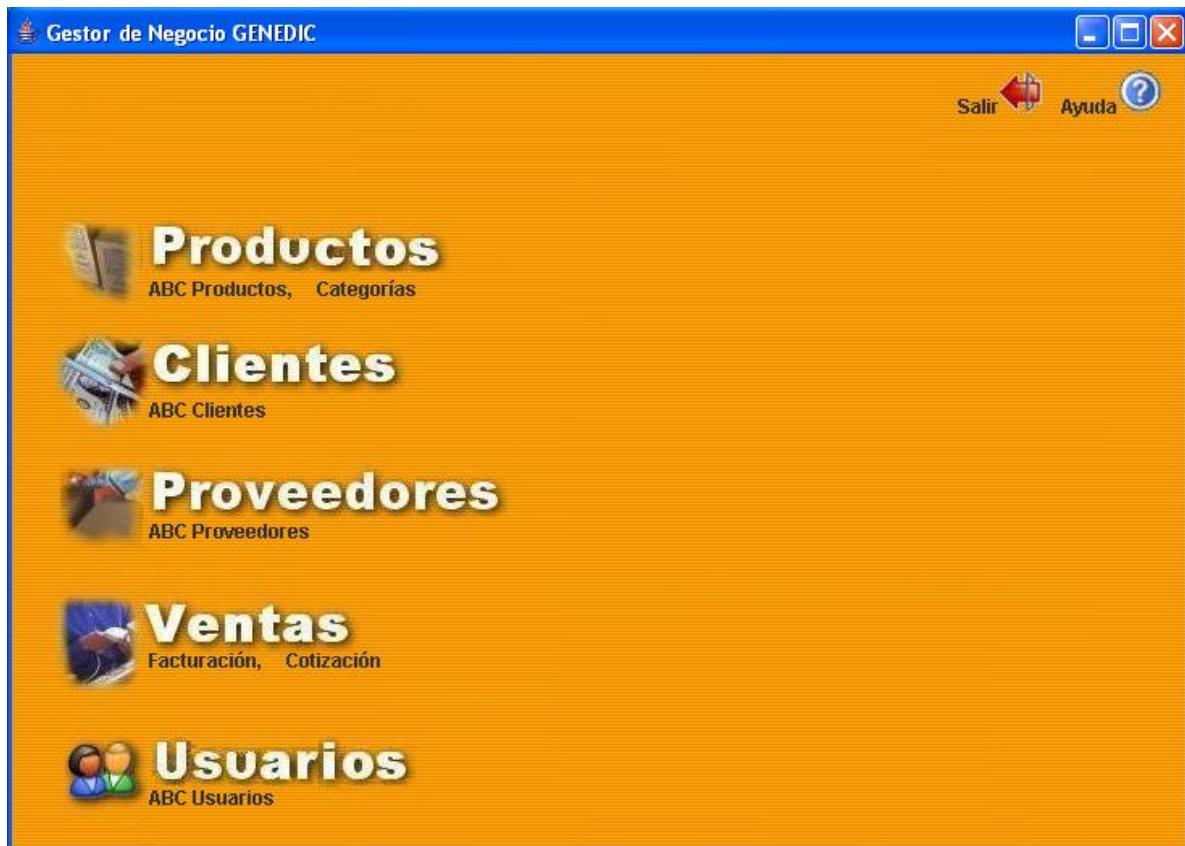 Gestor de Negocio GENEDIC
Salir Ayuda
Productos
ABC Productos, Categorías
Clientes
ABC Clientes
Proveedores
ABC Proveedores
Ventas
Facturación, Cotización
Usuarios
ABC Usuarios